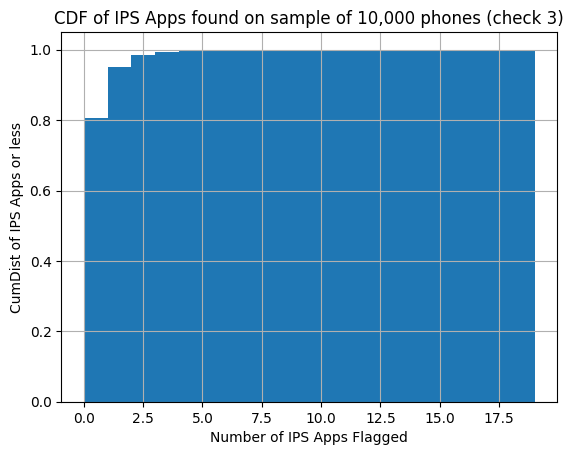 CDF of IPS Apps found on sample of 10,000 phones (check 3)
1.0
0.8
0.6
0.4
0.2
0.0
CumDist of IPS Apps or less
0.0 2.5 5.0 7.5 10.0 12.5 15.0 17.5
Number of IPS Apps Flagged